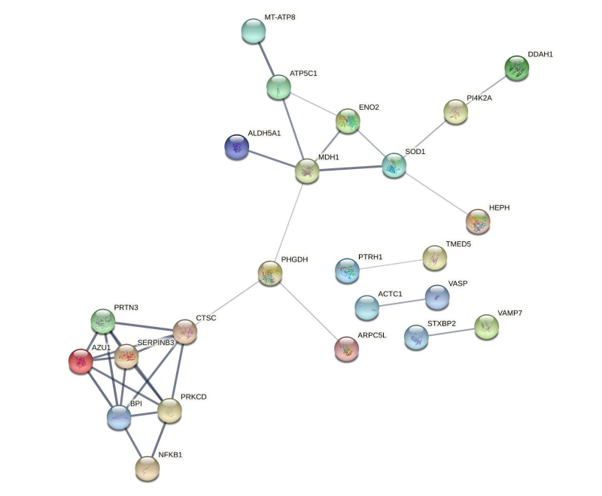 MT-ATP8
DDAH1
ATP5C1
PI4K2A
ENO2
ALDH5A1
SOD1
MDH1
HEPH
TMED5
PHGDH
PTRH1
VASP
ACTC1
PRTN3
CTSC
VAMP7
STXBP2
SERPINB3
AZU1
ARPC5L
PRKCD
BPI
NFKB1